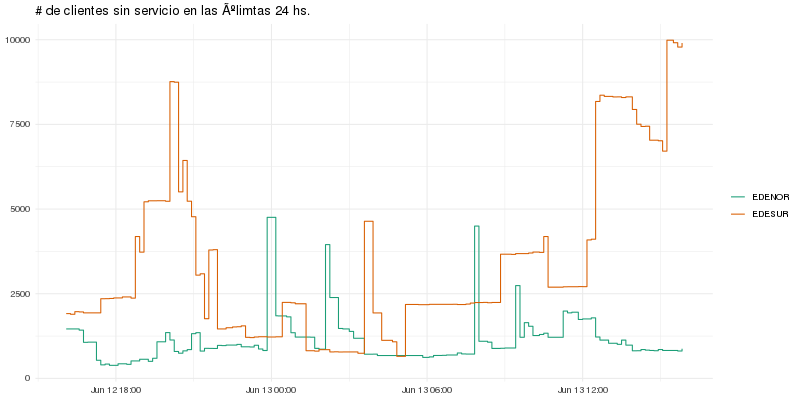 # de clientes sin servicio en las Ãºlimtas 24 hs.
10000
7500
5000
2500
0
Jun 12 18:00
Jun 13 00:00
Jun 13 06:00
Jun 13 12:00
EDENOR
EDESUR